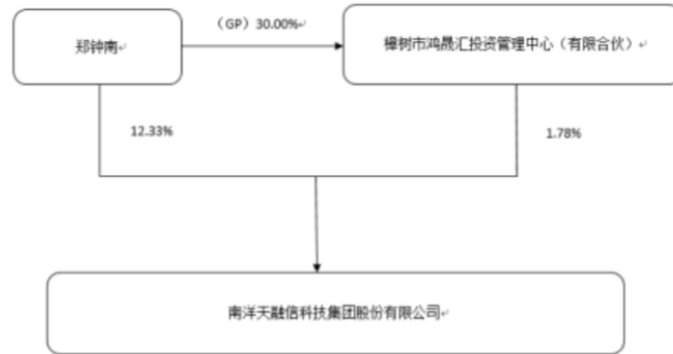 （GP）30.00%
郑钟南
樟树市鸿晟汇投资管理中心（有限合伙）
12.33%
1.78%
南洋天融信科技集团股份有限公司